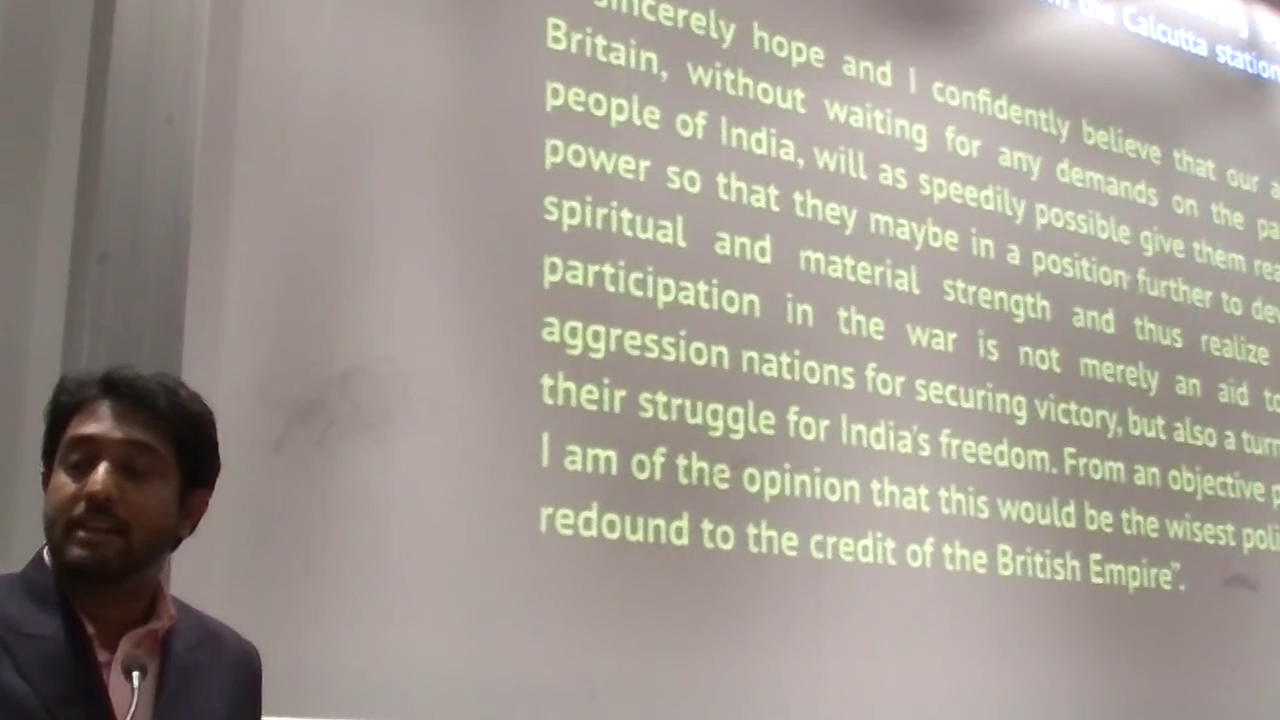 the Calcutta station
sincerely hope and I confidently believe that our
Britain, without waiting for any demands on the
people of India, will as speedily possible give them
power so that they maybe in a position further to
spiritual and material strength and thus realize
participation in the war is not merely an aid to
aggression nations for securing victory, but also a
their struggle for India's freedom. From an objective
I am of the opinion that this would be the wisest
redound to the credit of the British Empire”.